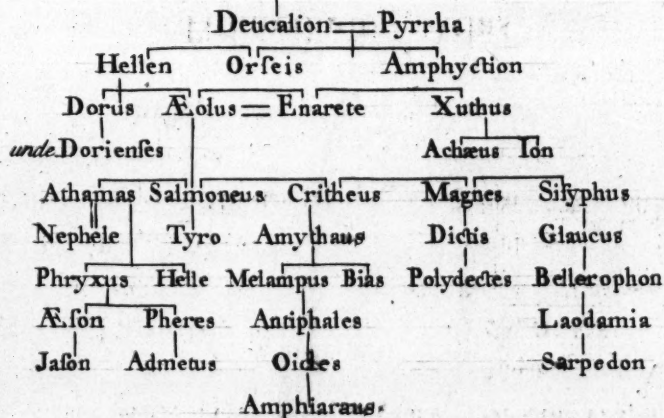 Deucalion Pyrrha
Hellen Orſeis Amphyction
Dorus Æolus Enarete Xuthus
unde Dorienſes Achæus Ion
Athamas Salmoneus Critheus Magnes Siſyphus
Nephele Tyro Amythaus Dictis Glaucus
Phryxus Helle Melampus Bias Polydectes Bellerophon
Æſon Pheres Antiphales Laodamia
Jaſon Admetus Oicles Sarpedon
Amphiaraus